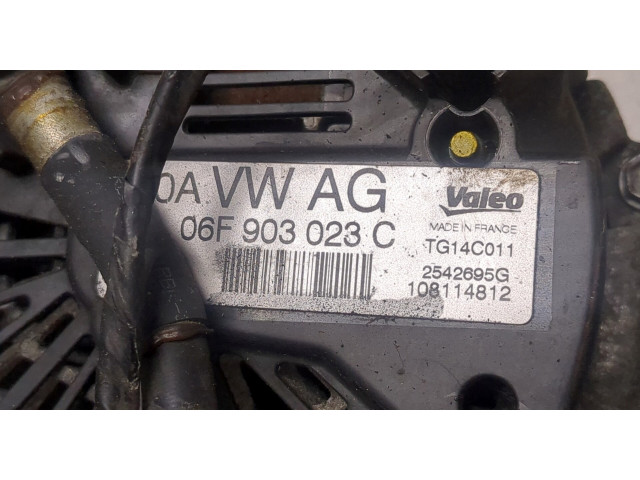 0A VW AG
06F 903 023 C
Valeo
MADE IN FRANCE
TG14C011
2542695G
108114812